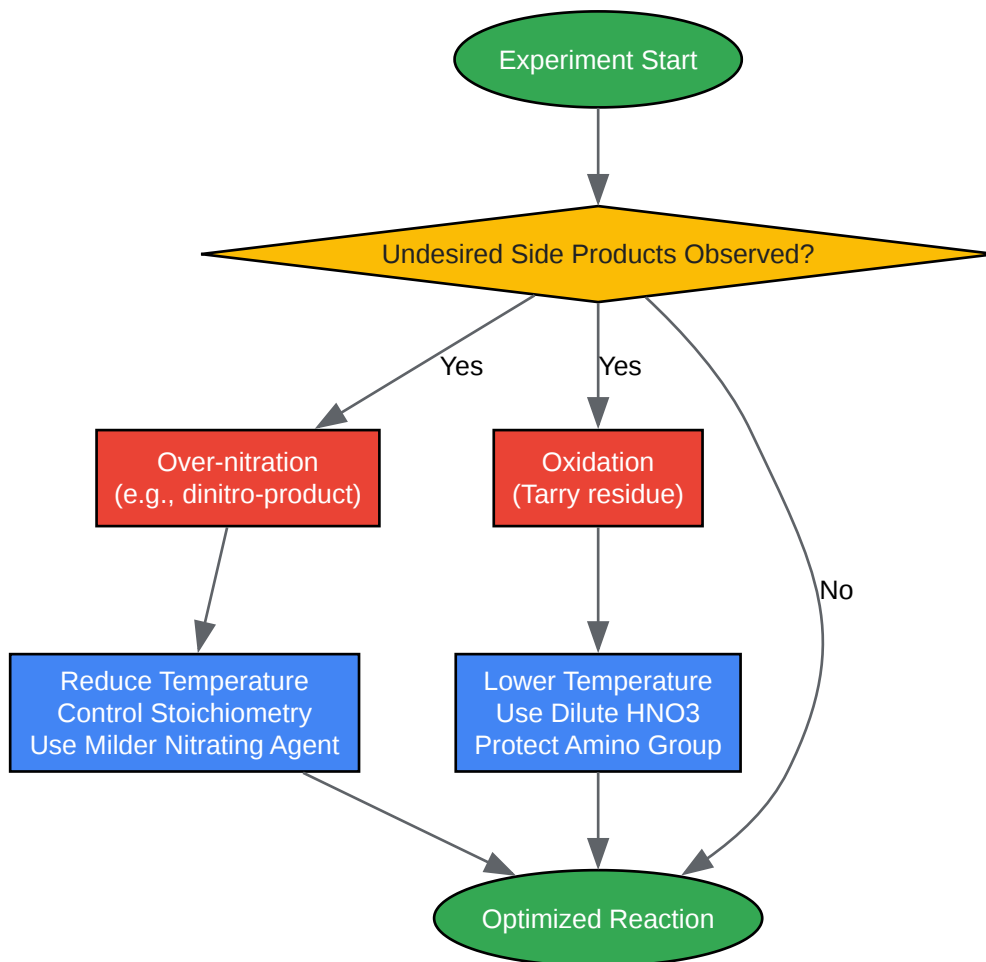 Experiment Start
Undesired Side Products Observed?
Yes
Yes
Over-nitration
(e.g., dinitro-product)
Oxidation
(Tarry residue)
No
Reduce Temperature
Control Stoichiometry
Use Milder Nitrating Agent
Lower Temperature
Use Dilute HNO3
Protect Amino Group
Optimized Reaction